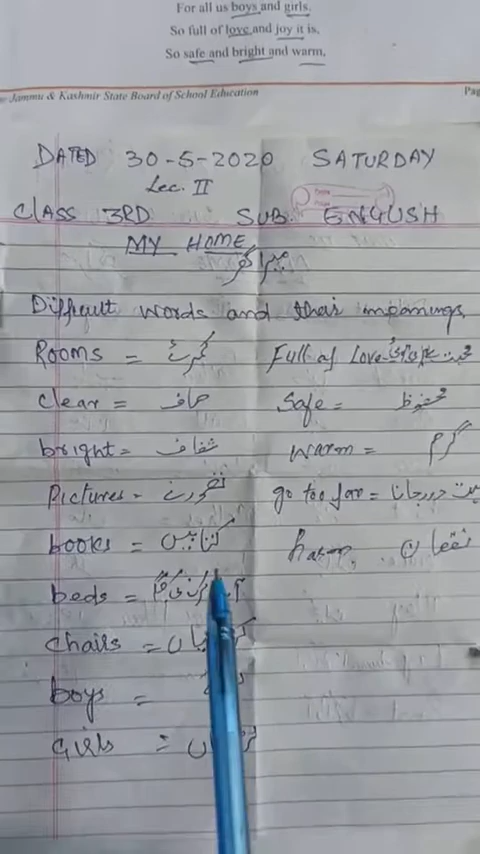 For all us boys and girls.
So full of love and joy it is,
So safe and bright and warm,
Jammu & Kashmir State Board of School Education
DATED 30-5-2020 SATURDAY
Lec. II
CLASS 3RD SUB. ENGLISH
MY HOME
میرا گھر
Difficult words and their meanings
Rooms = کمرے Full of Love محبت
clear = صاف Safe = محفوظ
bright = شفاف warm = گرم
Pictures = go too far = بہت دور جانا
books = کتابیں harm نقصان
beds =
chairs =
boys =
Girls =